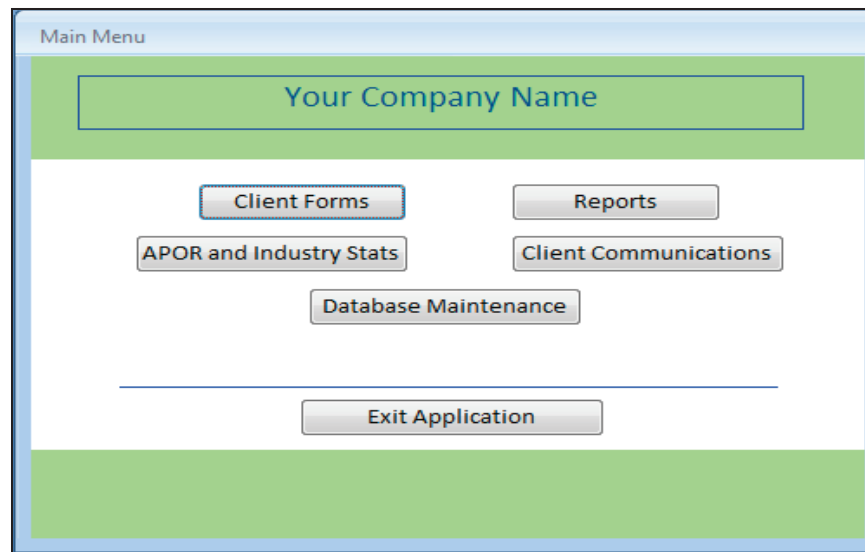 Main Menu
Your Company Name
Client Forms
Reports
APOR and Industry Stats
Client Communications
Database Maintenance
Exit Application